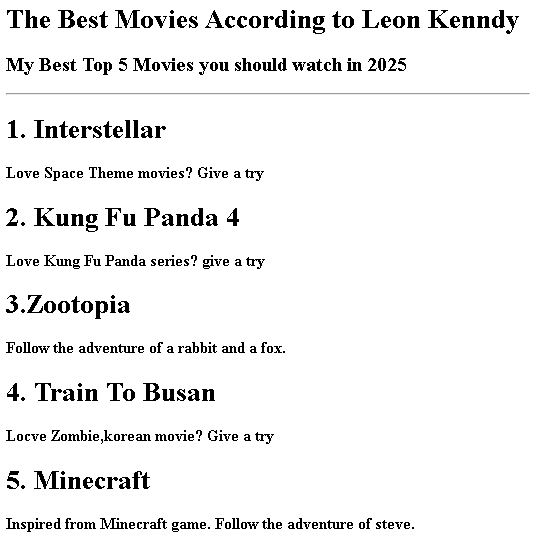 The Best Movies According to Leon Kenndy
My Best Top 5 Movies you should watch in 2025
1. Interstellar
Love Space Theme movies? Give a try
2. Kung Fu Panda 4
Love Kung Fu Panda series? give a try
3.Zootopia
Follow the adventure of a rabbit and a fox.
4. Train To Busan
Locve Zombie,korean movie? Give a try
5. Minecraft
Inspired from Minecraft game. Follow the adventure of steve.